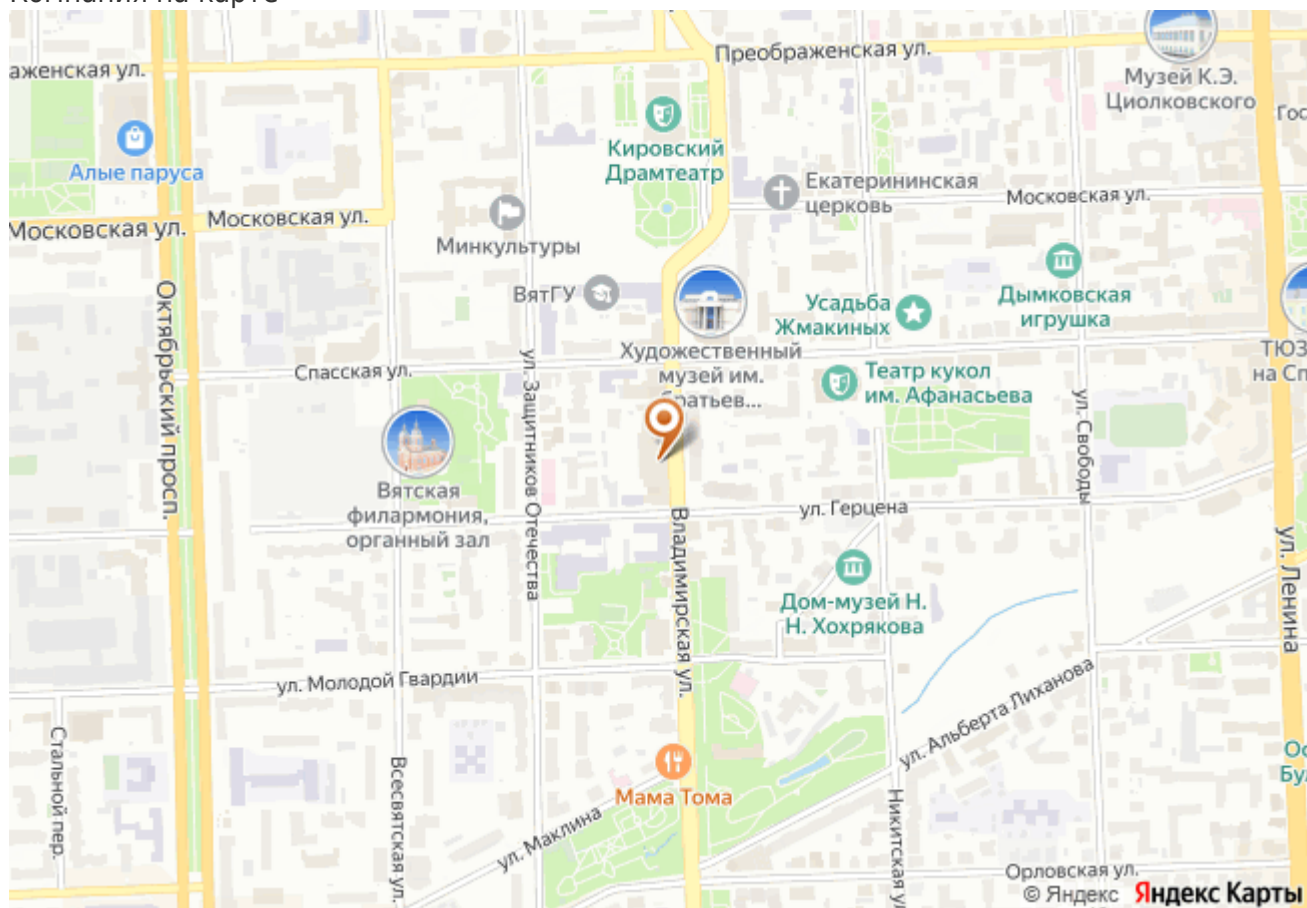 Компания на карте
Преображенская ул.
аженская ул.
Музей К.Э.
Циолковского
Алые паруса
Кировский
Драмтеатр
Екатерининская
церковь
Московская ул.
Московская ул.
Московская ул.
Минкультуры
ВятГУ
Усадьба
Жмакиных
Дымковская
игрушка
Октябрьский просп.
Художественный
музей им.
братьев...
ТЮЗ
на Сп
Спасская ул.
ул. Защитников Отечества
Театр кукол
им. Афанасьева
ул. Свободы
Вятская
филармония,
органный зал
ул. Герцена
Владимирская ул.
ул. Ленина
Дом-музей Н.
Н. Хохрякова
ул. Молодой Гвардии
ул. Альберта Лиханова
Стальной пер.
Всесвятская ул.
Мама Тома
ул. Маклина
Никитская у
Орловская ул.
© Яндекс Яндекс Карты